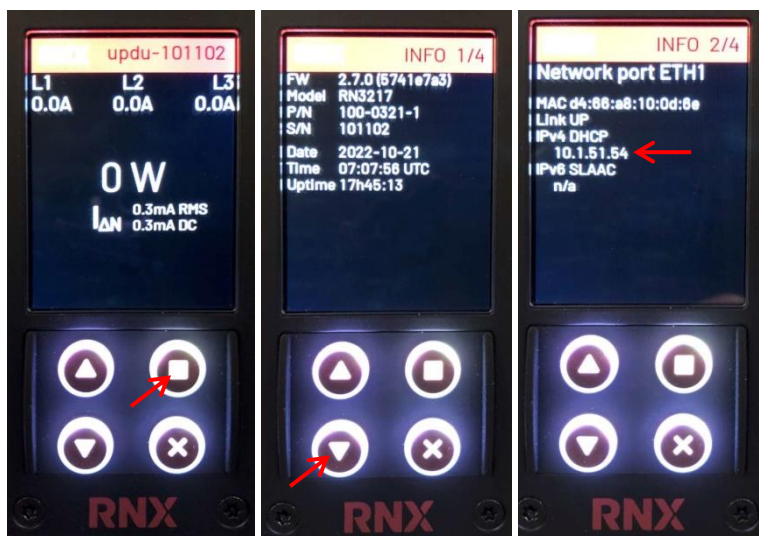 updu-101102
L1 L2 L3
0.0A 0.0A 0.0A
0 W
I∆N 0.3mA RMS
0.3mA DC
RNX
INFO 1/4
FW 2.7.0 (5741e7a3)
Model RN3217
P/N 100-0321-1
S/N 101102
Date 2022-10-21
Time 07:07:56 UTC
Uptime 17h45:13
RNX
INFO 2/4
Network port ETH1
MAC d4:66:a8:10:0d:6e
Link UP
IPv4 DHCP
10.1.51.54
IPv6 SLAAC
n/a
RNX